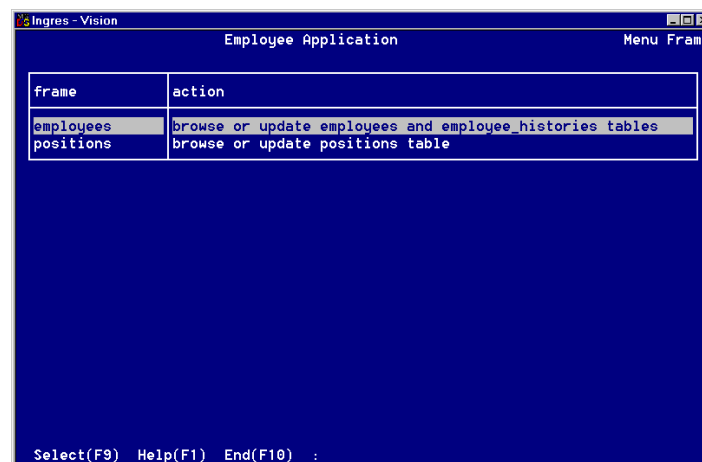 Ingres - Vision
Employee Application Menu Fram
frame action
employees browse or update employees and employee_histories tables
positions browse or update positions table
Select(F9) Help(F1) End(F10) :